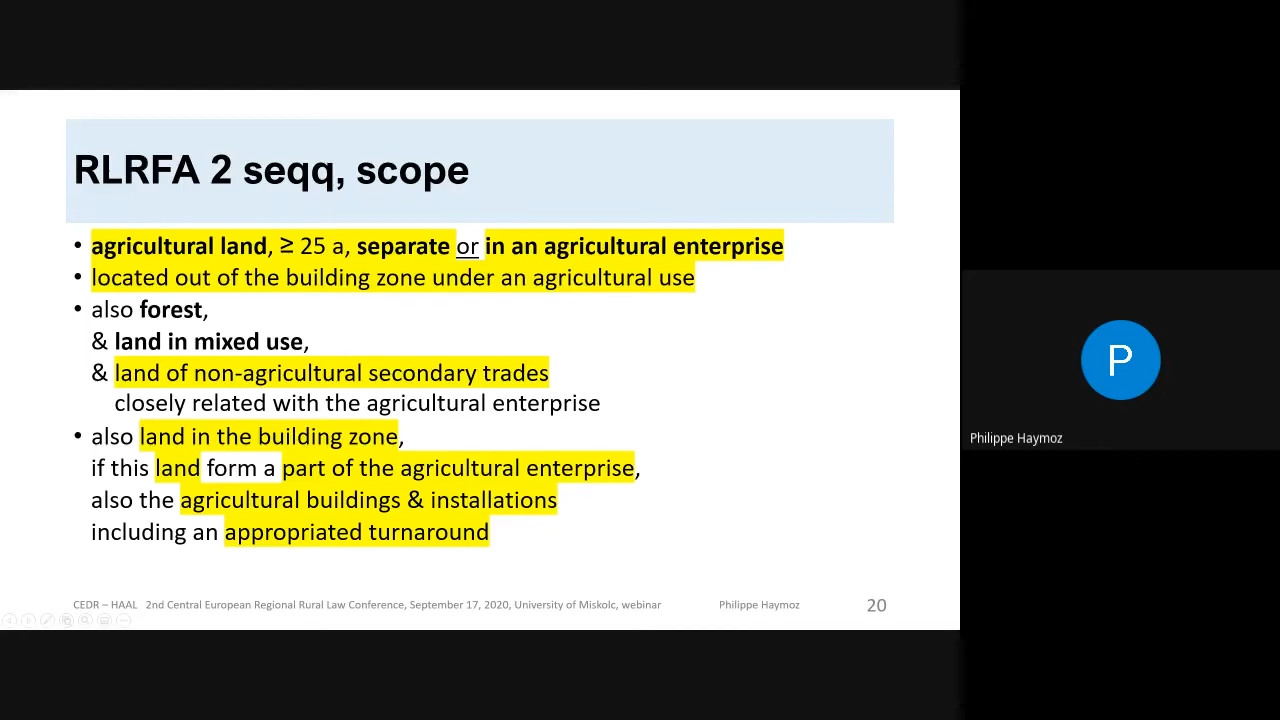 RLRFA 2 seqq, scope
• agricultural land, ≥ 25 a, separate or in an agricultural enterprise
• located out of the building zone under an agricultural use
• also forest,
& land in mixed use,
& land of non-agricultural secondary trades
closely related with the agricultural enterprise
• also land in the building zone,
if this land form a part of the agricultural enterprise,
also the agricultural buildings & installations
including an appropriated turnaround
CEDR – HAAL 2nd Central European Regional Rural Law Conference, September 17, 2020, University of Miskolc, webinar Philippe Haymoz 20
P
Philippe Haymoz